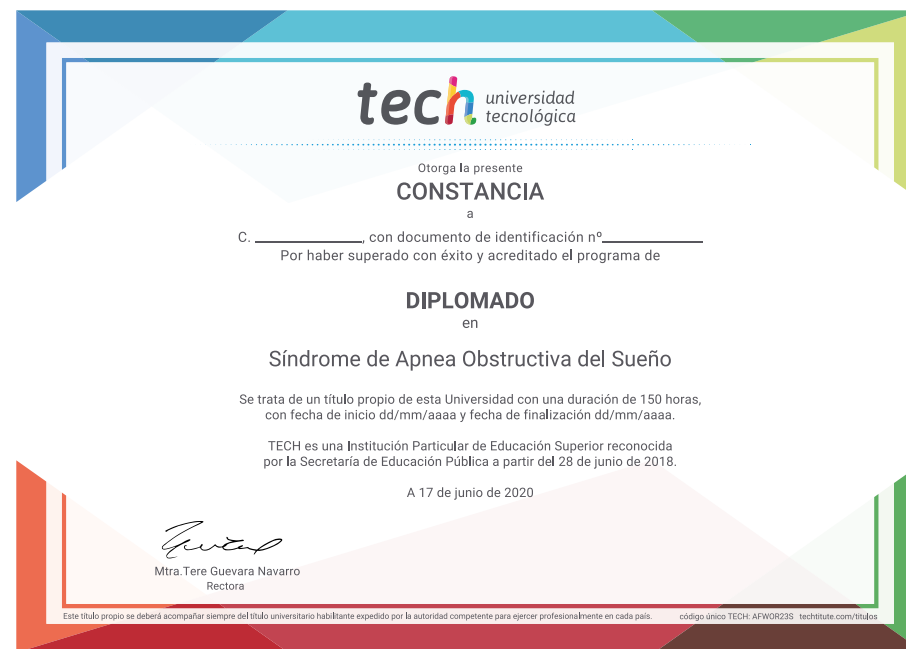 tech universidad
tecnológica
Otorga la presente
CONSTANCIA
a
C. ______________, con documento de identificación nº_____________
Por haber superado con éxito y acreditado el programa de
DIPLOMADO
en
Síndrome de Apnea Obstructiva del Sueño
Se trata de un título propio de esta Universidad con una duración de 150 horas,
con fecha de inicio dd/mm/aaaa y fecha de finalización dd/mm/aaaa.
TECH es una Institución Particular de Educación Superior reconocida
por la Secretaría de Educación Pública a partir del 28 de junio de 2018.
A 17 de junio de 2020
Mtra.Tere Guevara Navarro
Rectora
Este título propio se deberá acompañar siempre del título universitario habilitante expedido por la autoridad competente para ejercer profesionalmente en cada país. código único TECH: AFWOR23S techtitute.com/titulos